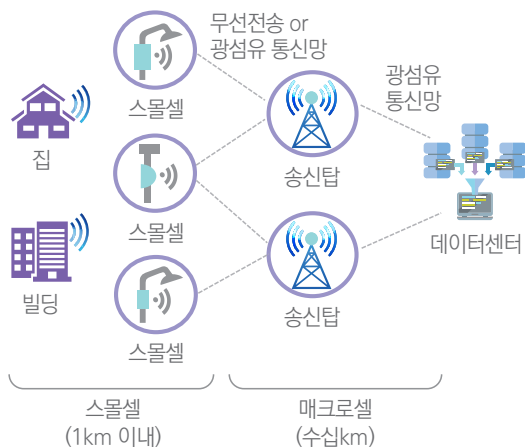 무선전송 or
광섬유 통신망
광섬유
통신망
스몰셀
집
송신탑
스몰셀
데이터센터
빌딩
송신탑
스몰셀
스몰셀
(1km 이내)
매크로셀
(수십km)